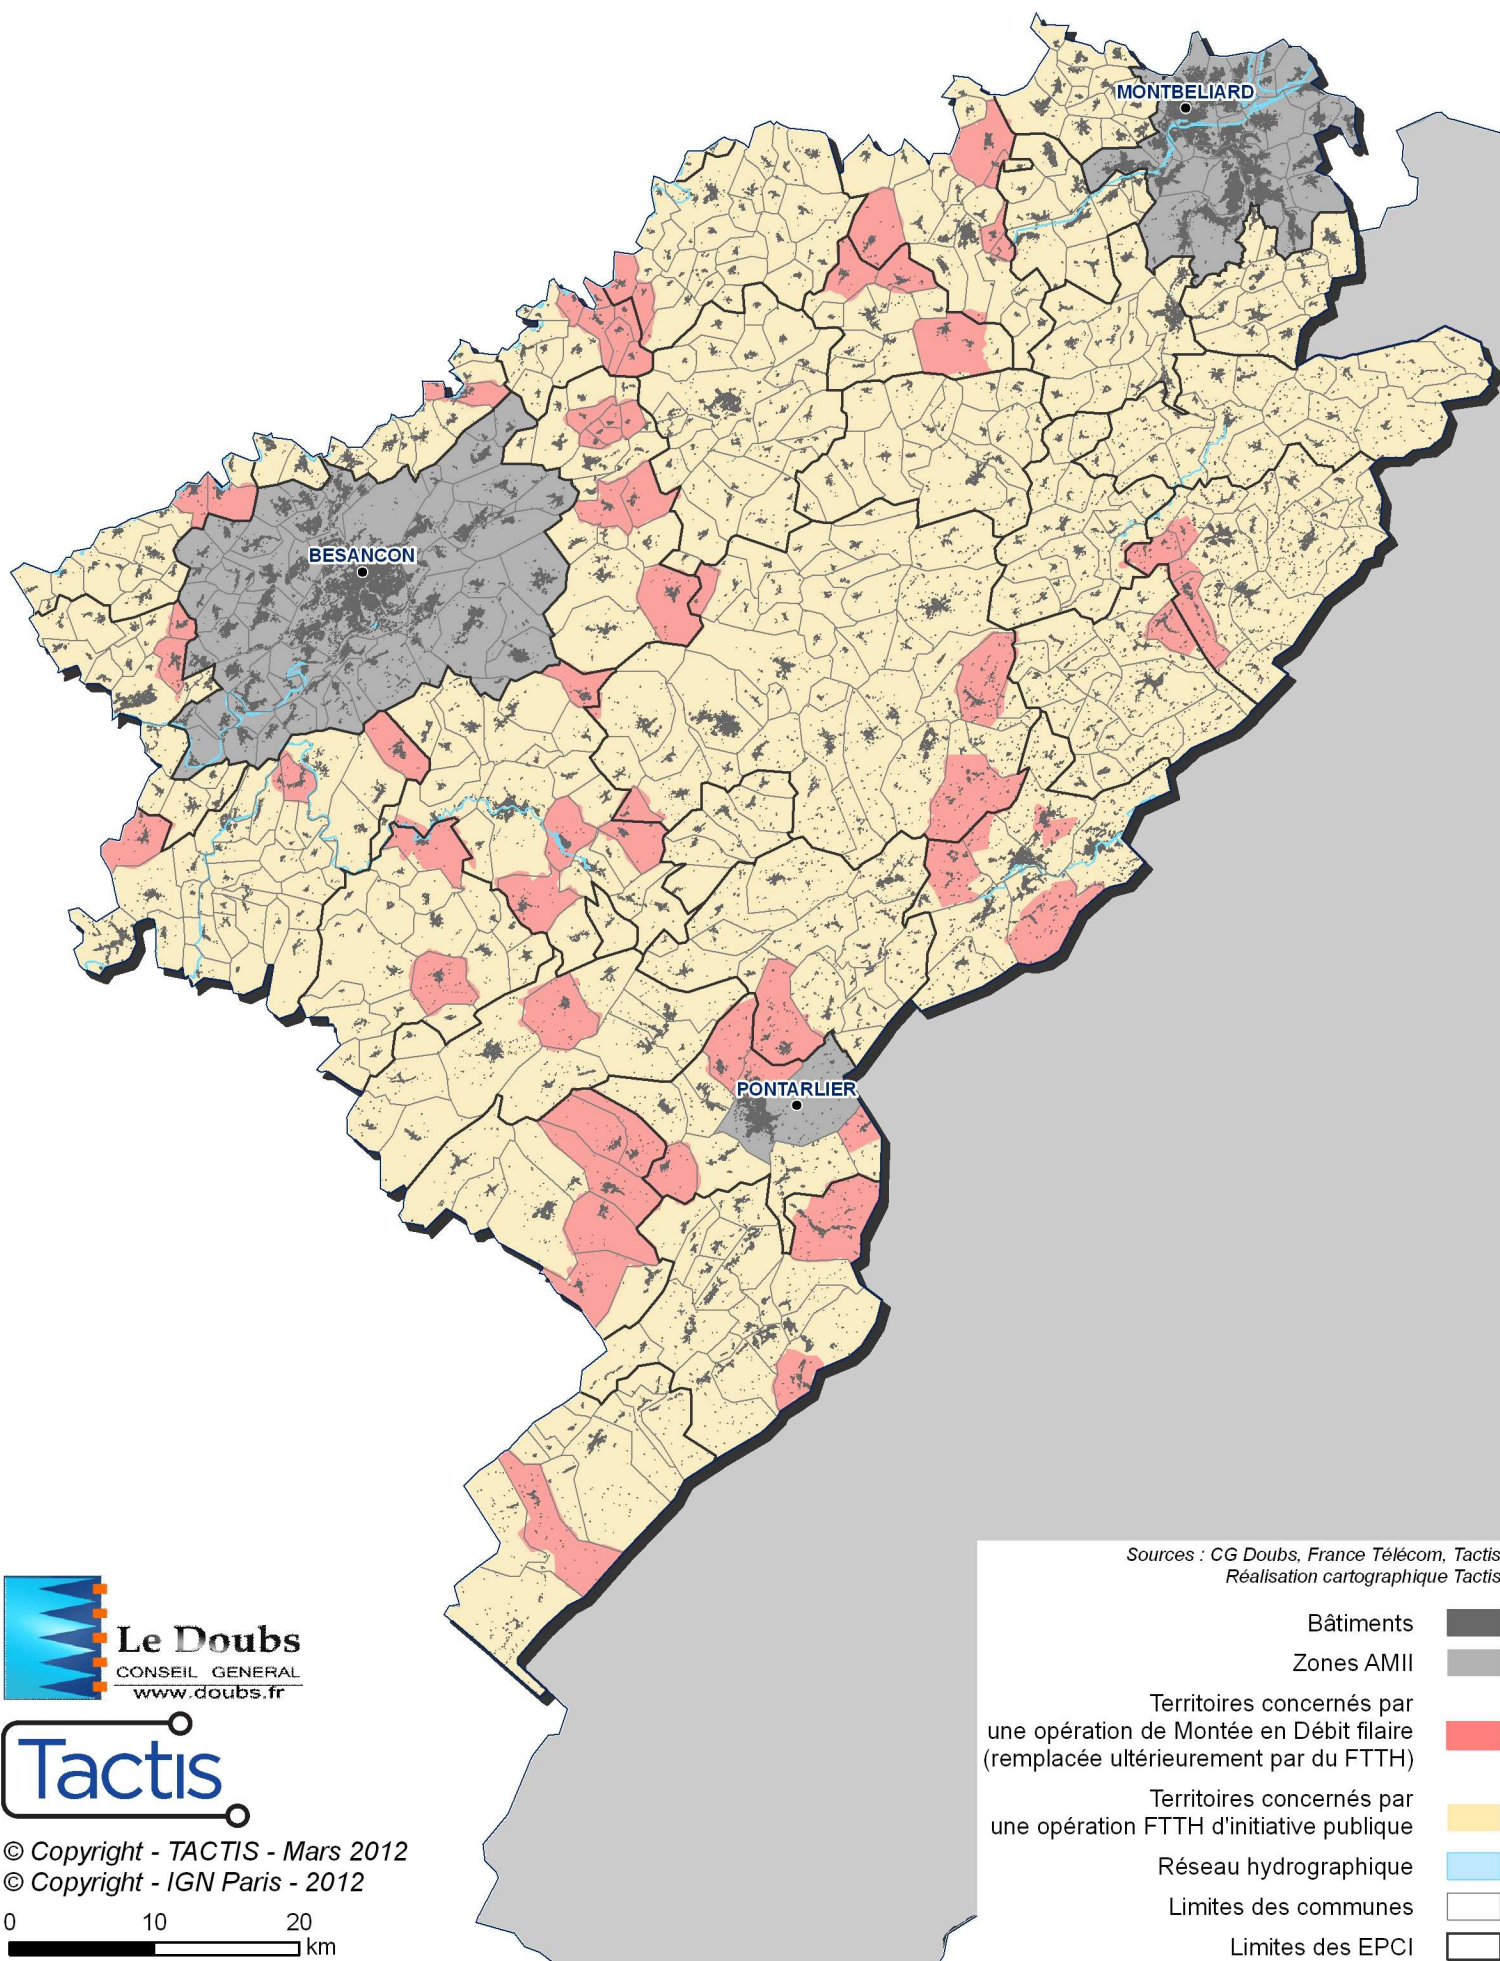 MONTBELIARD
BESANCON
PONTARLIER
Sources : CG Doubs, France Télécom, Tactis
Réalisation cartographique Tactis
Bâtiments
Zones AMII
Territoires concernés par
une opération de Montée en Débit filaire
(remplacée ultérieurement par du FTTH)
Territoires concernés par
une opération FTTH d'initiative publique
Réseau hydrographique
Limites des communes
Limites des EPCI
Le Doubs
CONSEIL GENERAL
www.doubs.fr
Tactis
© Copyright - TACTIS - Mars 2012
© Copyright - IGN Paris - 2012
0 10 20
km